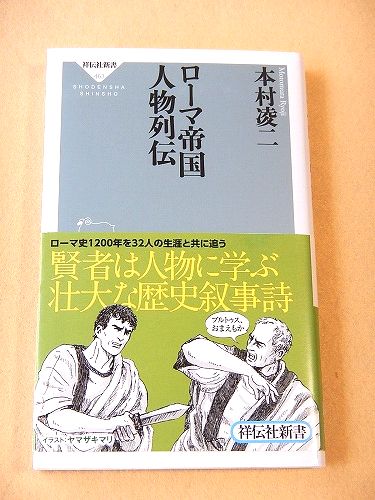 祥伝社新書
463
SHODENSHA
SHINSHO
ローマ帝国
人物列伝
本村凌二
Motomura Ryoji
ローマ史1200年を32人の生涯と共に追う
賢者は人物に学ぶ
壮大な歴史叙事詩
ブルトゥス、
おまえもか
イラスト：ヤマザキマリ
祥伝社新書